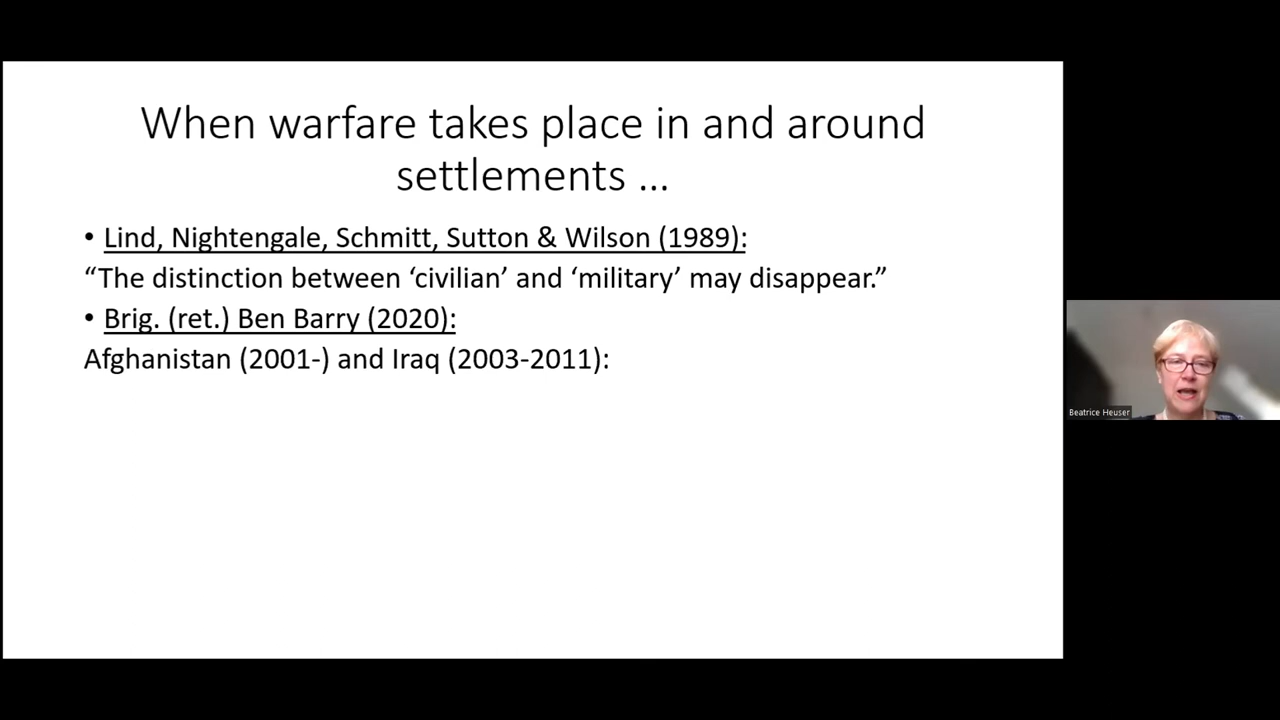 When warfare takes place in and around
settlements ...
• Lind, Nightengale, Schmitt, Sutton & Wilson (1989):
“The distinction between ‘civilian’ and ‘military’ may disappear.”
• Brig. (ret.) Ben Barry (2020):
Afghanistan (2001-) and Iraq (2003-2011):
Beatrice Heuser